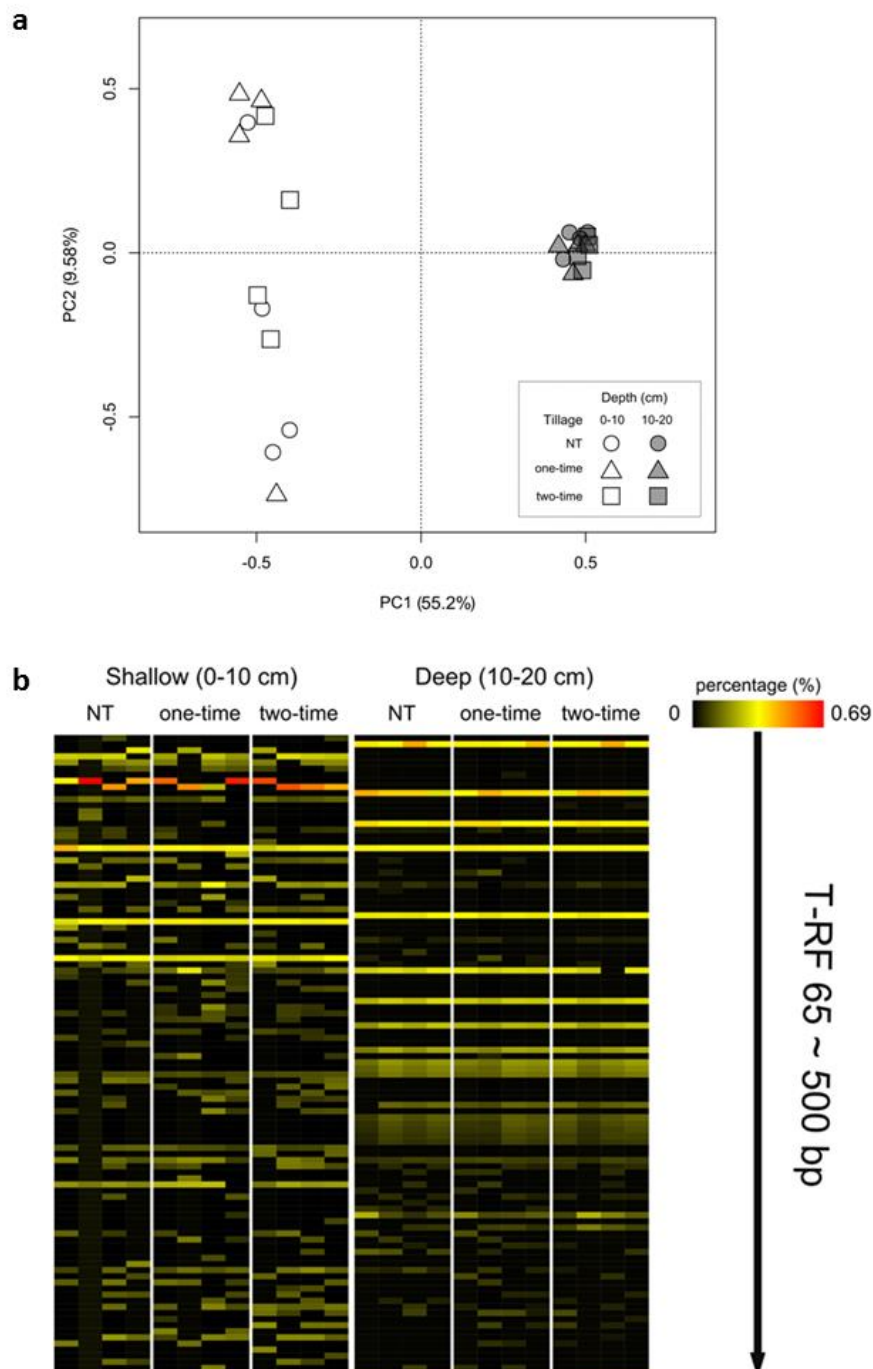 a
0.5
0.0
-0.5
PC2 (9.58%)
-0.5
0.0
0.5
PC1 (55.2%)
Depth (cm)
Tillage 0-10 10-20
NT
one-time
two-time
b
Shallow (0-10 cm) Deep (10-20 cm)
NT one-time two-time NT one-time two-time
percentage (%)
0 0.69
T-RF 65 ~ 500 bp